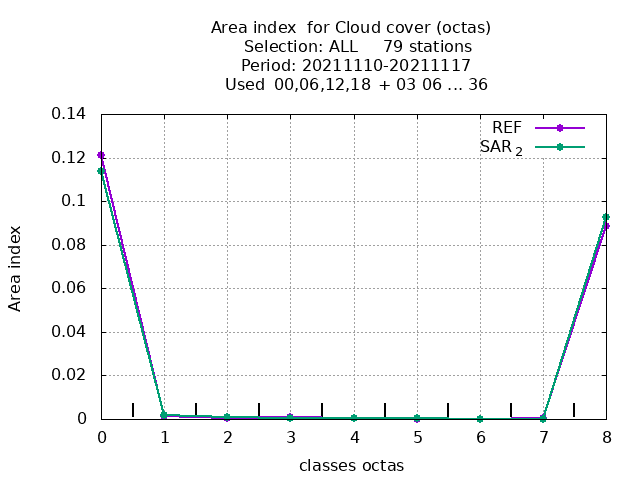 Area index  for Cloud cover (octas)
Selection: ALL     79 stations
Period: 20211110-20211117
Used  00,06,12,18  + 03 06 ... 36
REF
SAR 2
0.14
0.12
0.1
0.08
0.06
0.04
0.02
0
Area index
0 1 2 3 4 5 6 7 8
classes octas